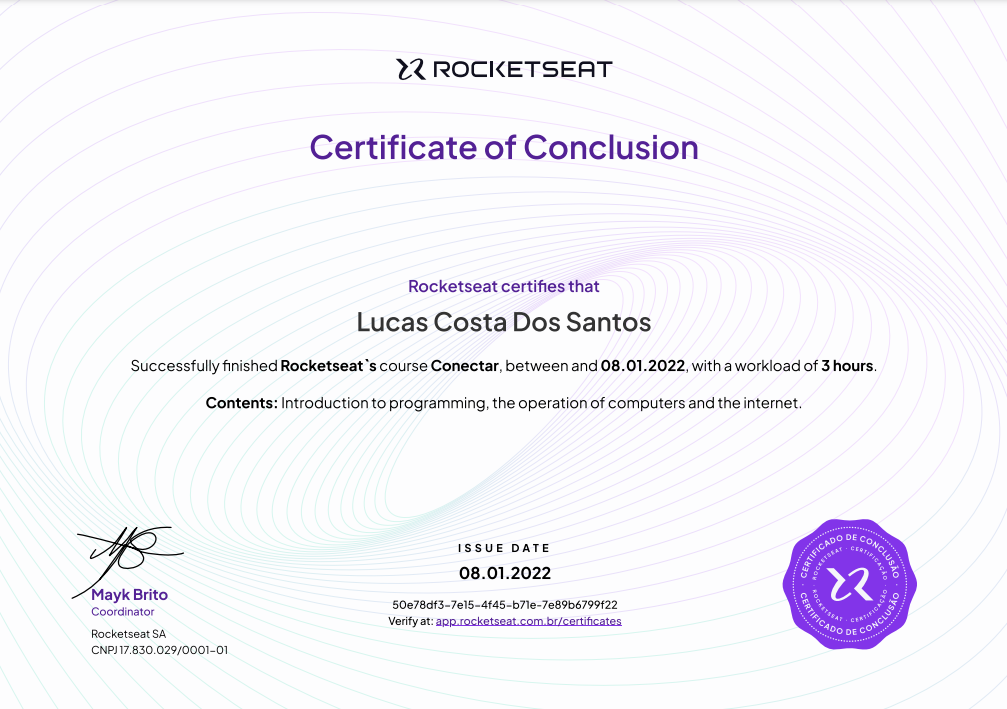 ROCKETSEAT
Certificate of Conclusion
Rocketseat certifies that
Lucas Costa Dos Santos
Successfully finished Rocketseat`s course Conectar, between and 08.01.2022, with a workload of 3 hours.
Contents: Introduction to programming, the operation of computers and the internet.
Mayk Brito
Coordinator
Rocketseat SA
CNPJ 17.830.029/0001-01
ISSUE DATE
08.01.2022
50e78df3-7e15-4f45-b71e-7e89b6799f22
Verify at: app.rocketseat.com.br/certificates
CERTIFICADO DE CONCLUSÃO
ROCKETSEAT · CERTIFICAÇÃO
ROCKETSEAT · CERTIFICAÇÃO
CERTIFICADO DE CONCLUSÃO